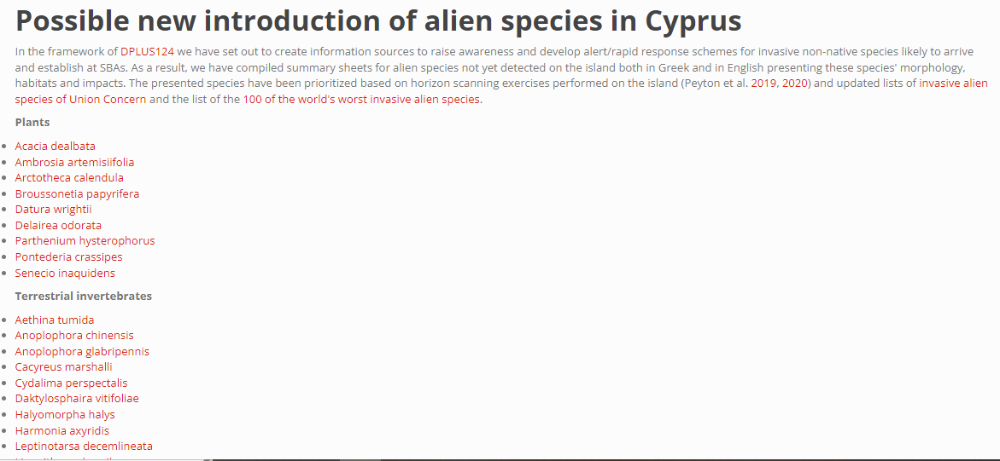 Possible new introduction of alien species in Cyprus
In the framework of DPLUS124 we have set out to create information sources to raise awareness and develop alert/rapid response schemes for invasive non-native species likely to arrive
and establish at SBAs. As a result, we have compiled summary sheets for alien species not yet detected on the island both in Greek and in English presenting these species' morphology,
habitats and impacts. The presented species have been prioritized based on horizon scanning exercises performed on the island (Peyton et al. 2019, 2020) and updated lists of invasive alien
species of Union Concern and the list of the 100 of the world's worst invasive alien species.
Plants
Acacia dealbata
Ambrosia artemisiifolia
Arctotheca calendula
Broussonetia papyrifera
Datura wrightii
Delairea odorata
Parthenium hysterophorus
Pontederia crassipes
Senecio inaquidens
Terrestrial invertebrates
Aethina tumida
Anoplophora chinensis
Anoplophora glabripennis
Cacyreus marshalli
Cydalima perspectalis
Daktylosphaira vitifoliae
Halyomorpha halys
Harmonia axyridis
Leptinotarsa decemlineata